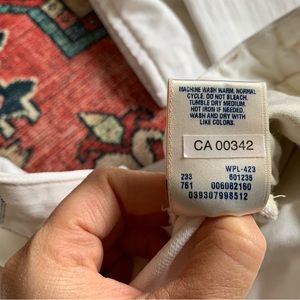 MACHINE WASH WARM, NORMAL
CYCLE. DO NOT BLEACH.
TUMBLE DRY MEDIUM.
HOT IRON IF NEEDED.
WASH AND DRY WITH
LIKE COLORS.
CA 00342
WPL-423
233 601235
761 006082160
039307998512